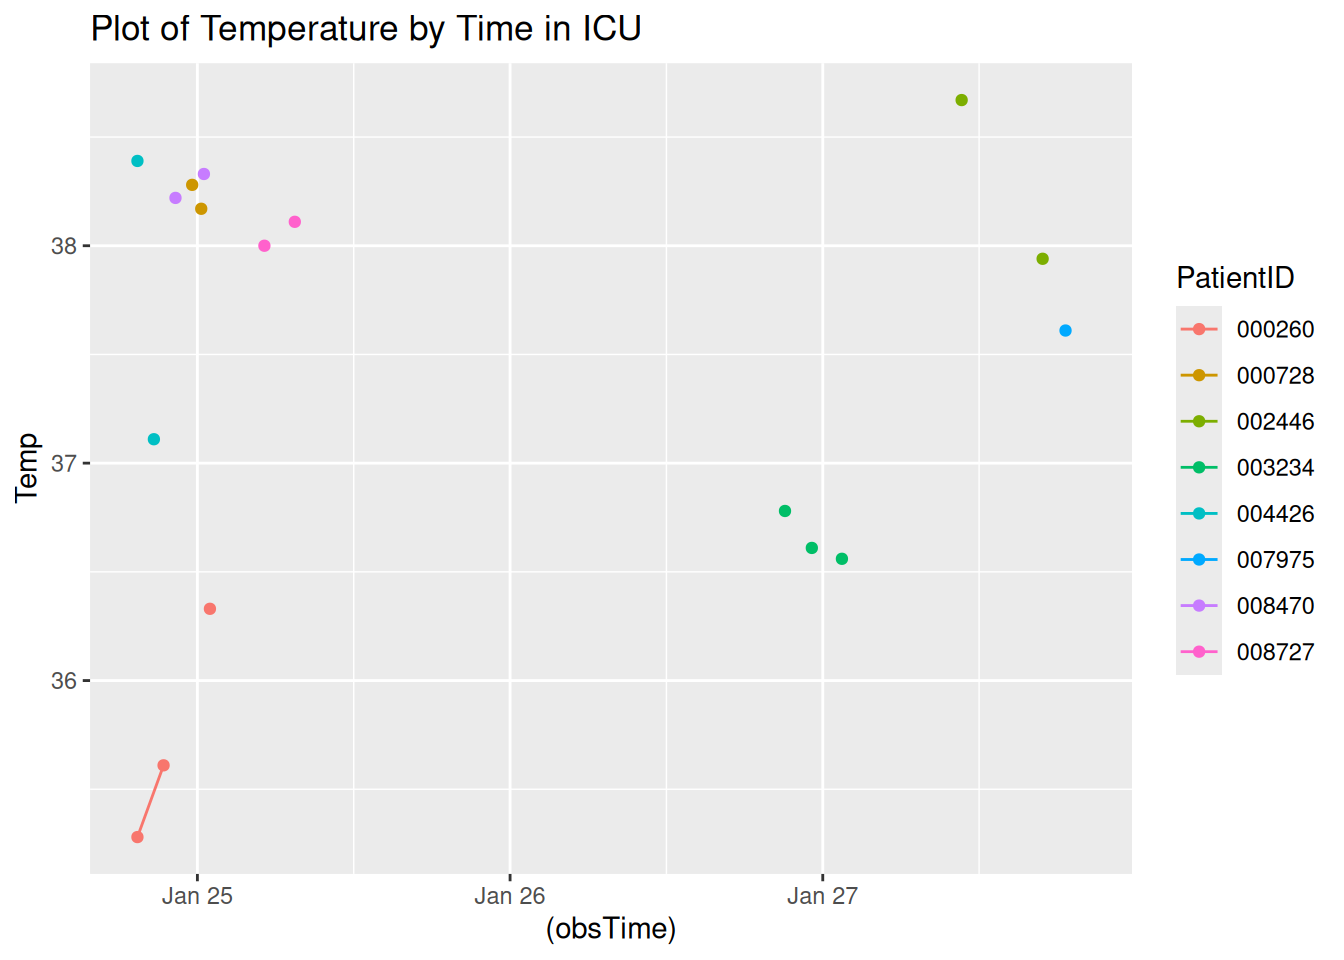 Plot of Temperature by Time in ICU
38
37
36
Temp
Jan 25
Jan 26
Jan 27
(obsTime)
PatientID
000260
000728
002446
003234
004426
007975
008470
008727